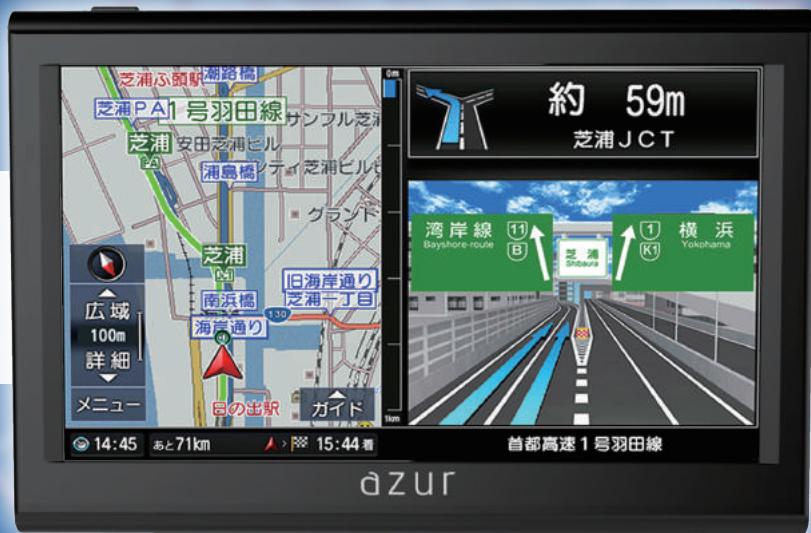 芝浦ふ頭駅
潮路橋
芝浦PA
1号羽田線
サンフル芝浦
芝浦
PA
安田芝浦ビル
浦島橋
シティ芝浦ビル
グランド
芝浦
広域
100m
詳細
メニュー
旧海岸通り
芝浦一丁目
南浜橋
130
海岸通り
日の出駅
ガイド
0m
1km
14:45
あと71km
15:44着
約 59m
芝浦JCT
湾岸線
Bayshore-route
11
B
芝浦
Shibaura
1
K1
横浜
Yokohama
首都高速1号羽田線
azur